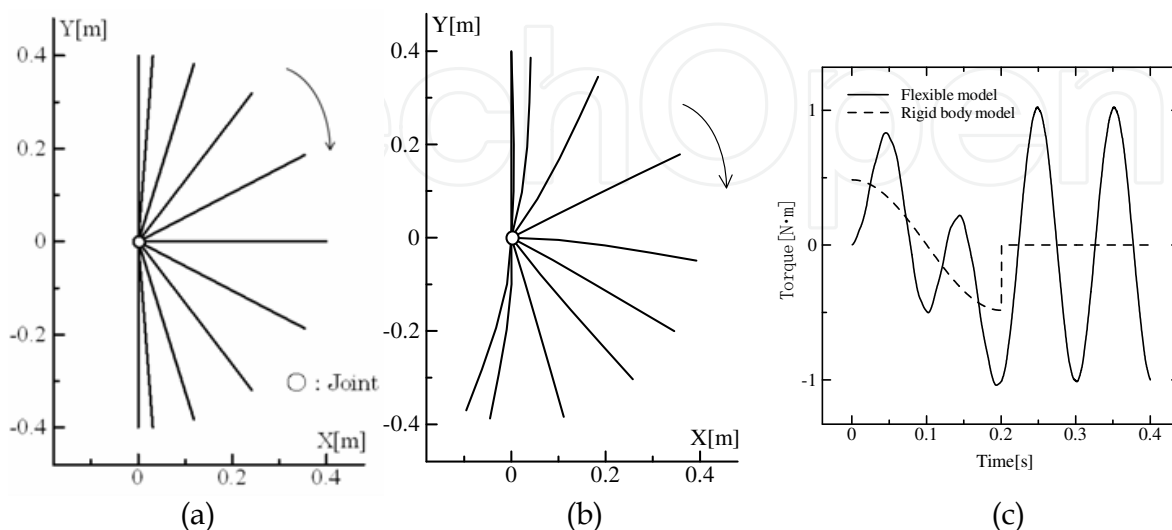 Y[m]
0.4
0.2
0
-0.2
-0.4
○ : Joint
X[m]
0
0.2
0.4
(a)
Y[m]
0.4
0.2
0
-0.2
-0.4
X[m]
0
0.2
0.4
(b)
Flexible model
Rigid body model
Torque[N·m]
1
0
-1
0
0.1
0.2
0.3
0.4
Time[s]
(c)